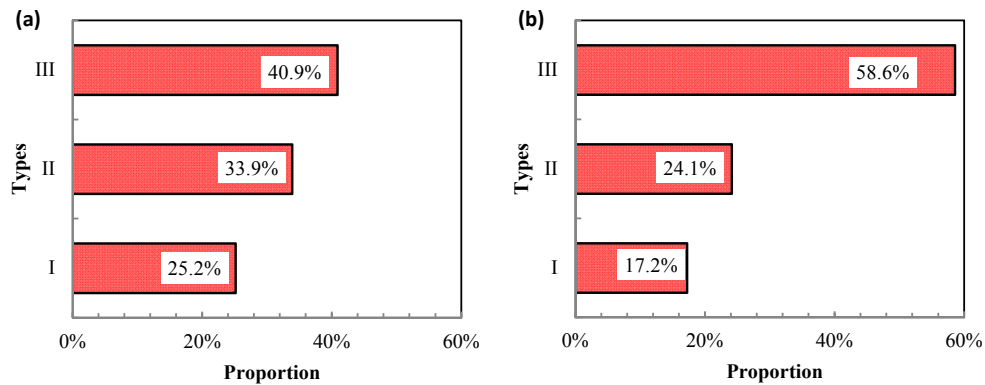 (a)
III
40.9%
II
33.9%
I
25.2%
Types
0%
20%
40%
60%
Proportion
(b)
III
58.6%
II
24.1%
I
17.2%
Types
0%
20%
40%
60%
Proportion